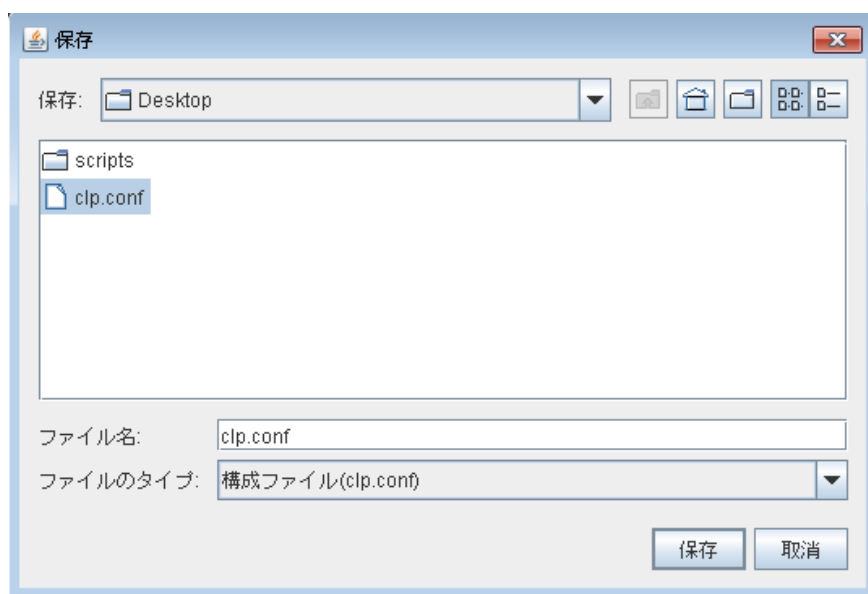 保存
保存: Desktop
scripts
clp.conf
ファイル名: clp.conf
ファイルのタイプ: 構成ファイル(clp.conf)
保存 取消